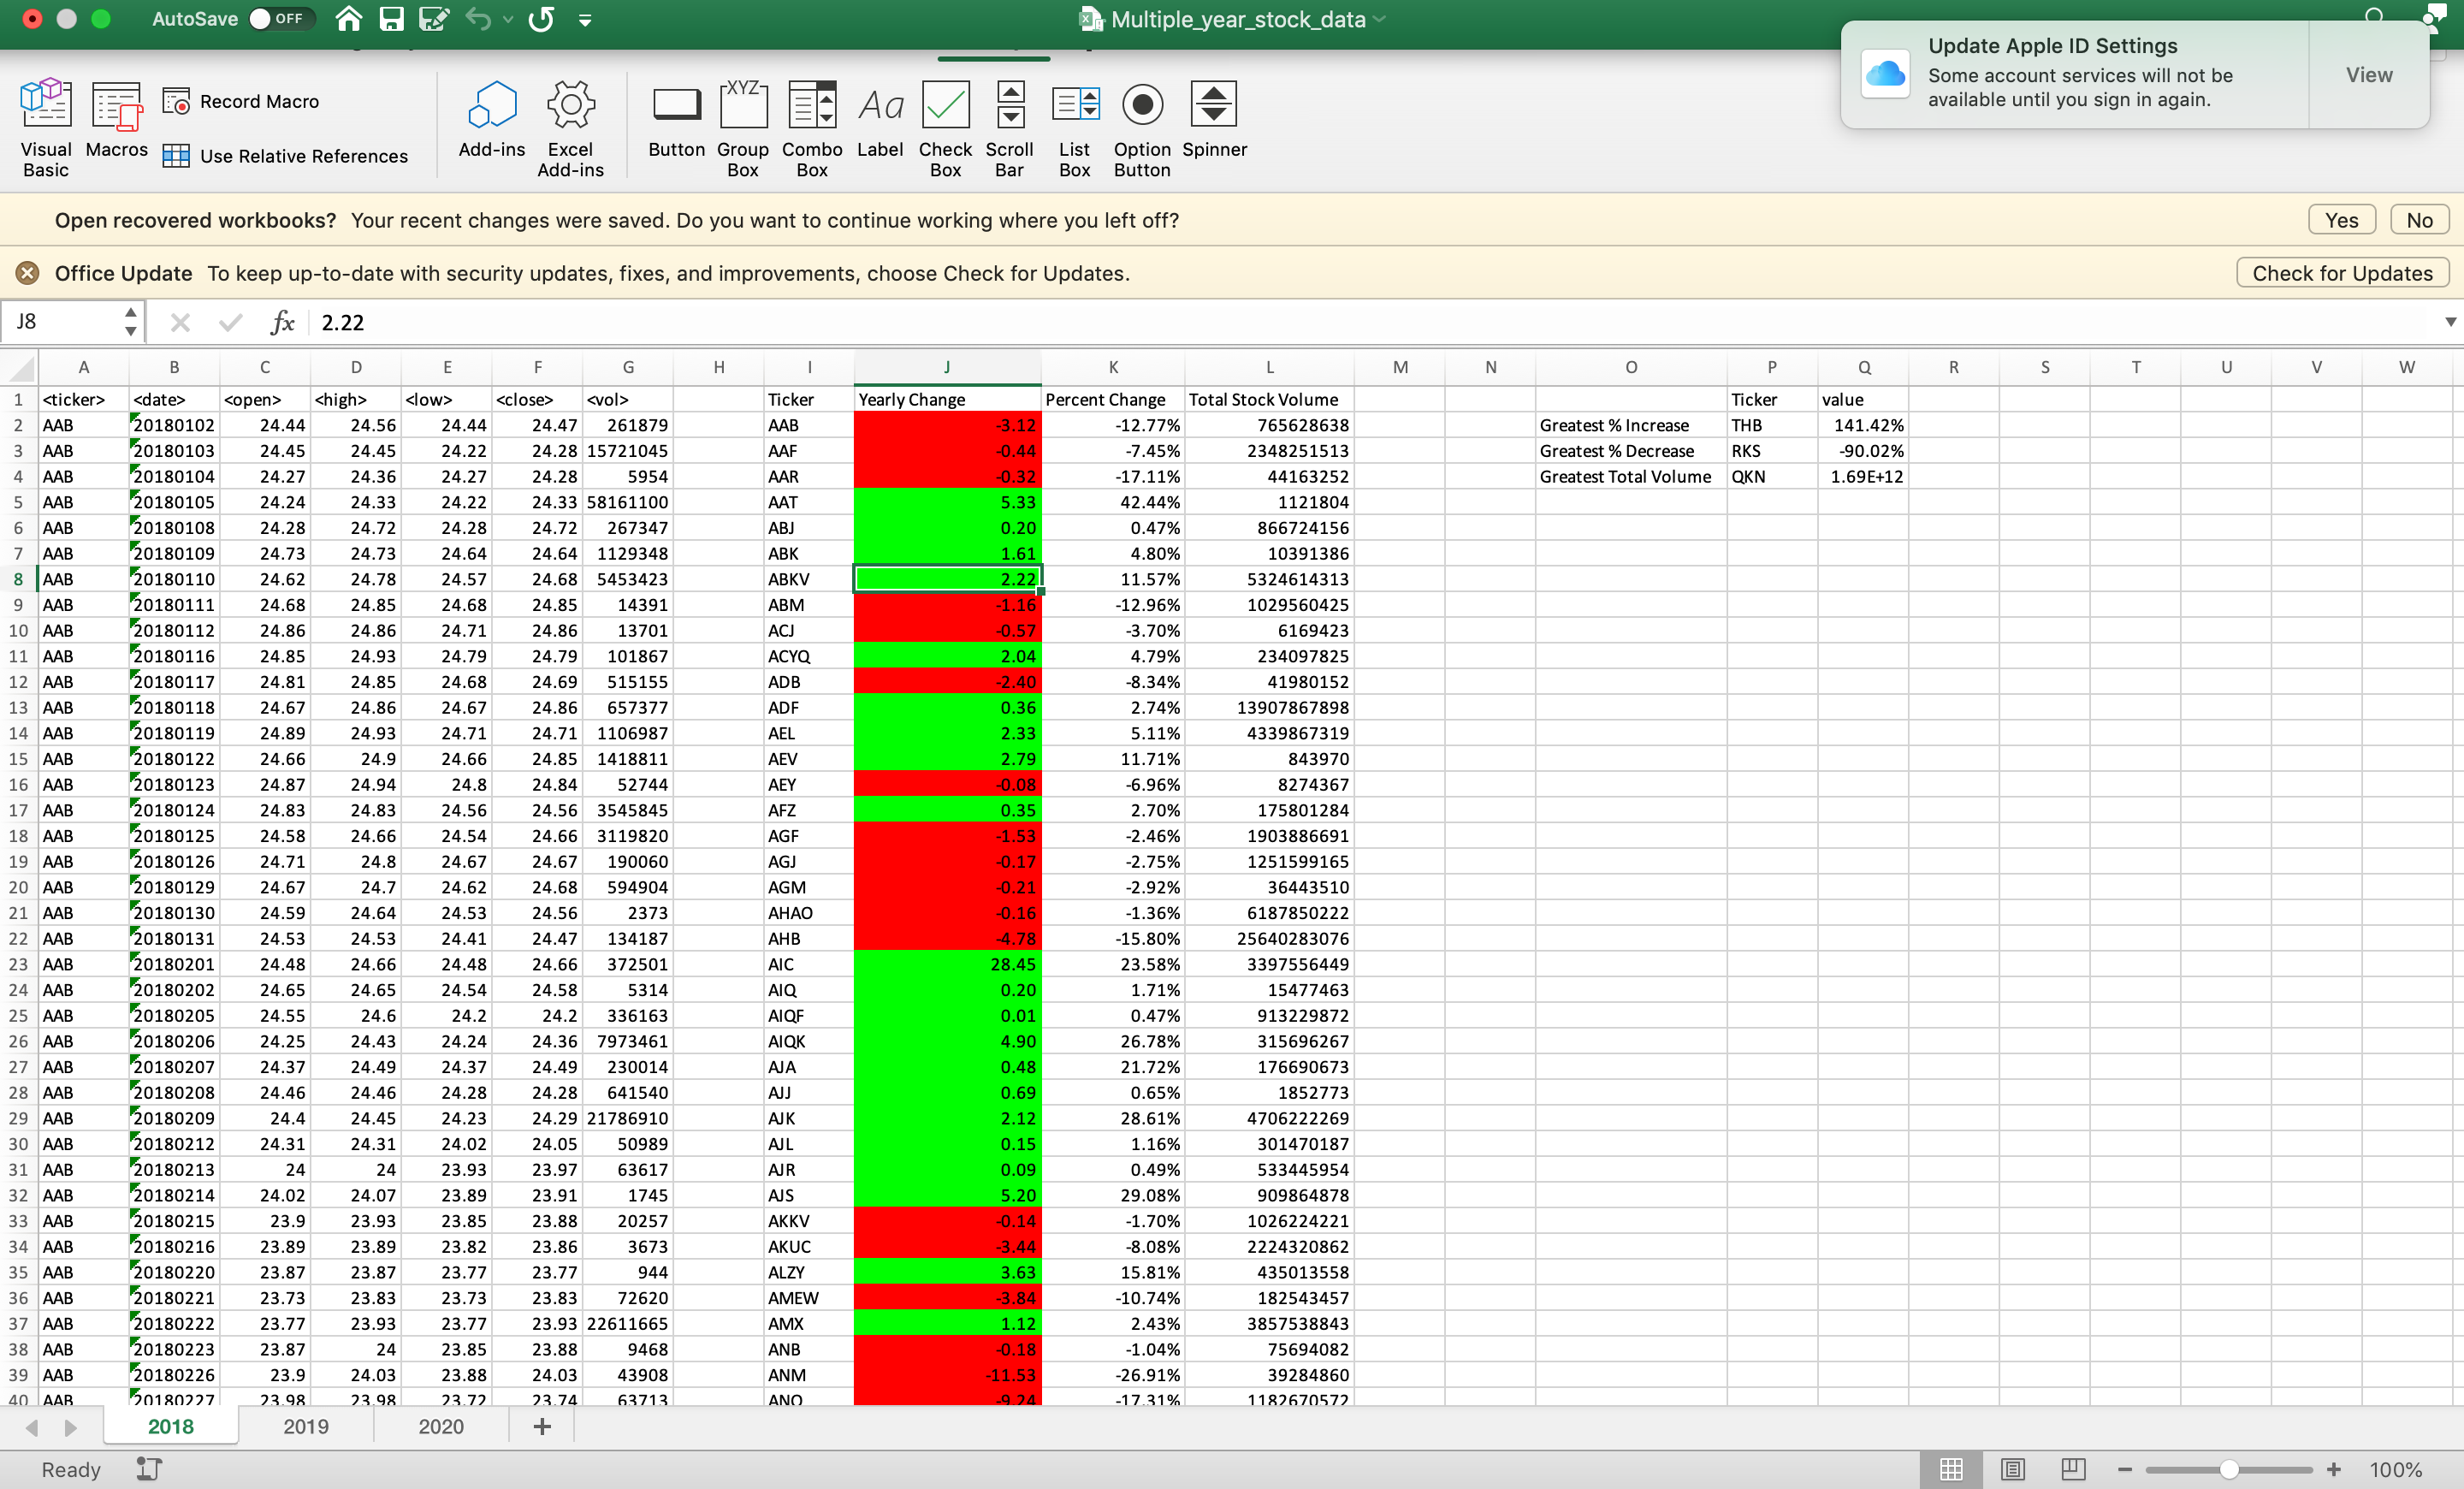 AutoSave OFF Multiple_year_stock_data
Update Apple ID Settings
Some account services will not be
available until you sign in again.
View
Record Macro
Use Relative References
Visual Basic Macros Add-ins Excel Add-ins Button Group Box Combo Box Label Check Box Scroll Bar List Box Option Button Spinner
XYZ Aa
Open recovered workbooks? Your recent changes were saved. Do you want to continue working where you left off? Yes No
Office Update To keep up-to-date with security updates, fixes, and improvements, choose Check for Updates. Check for Updates
J8 fx 2.22
A B C D E F G H I J K L M N O P Q R S T U V W
1 <ticker> <date> <open> <high> <low> <close> <vol> Ticker Yearly Change Percent Change Total Stock Volume Ticker value
2 AAB 20180102 24.44 24.56 24.44 24.47 261879 AAB -3.12 -12.77% 765628638 Greatest % Increase THB 141.42%
3 AAB 20180103 24.45 24.45 24.22 24.28 15721045 AAF -0.44 -7.45% 2348251513 Greatest % Decrease RKS -90.02%
4 AAB 20180104 24.27 24.36 24.27 24.28 5954 AAR -0.32 -17.11% 44163252 Greatest Total Volume QKN 1.69E+12
5 AAB 20180105 24.24 24.33 24.22 24.33 58161100 AAT 5.33 42.44% 1121804
6 AAB 20180108 24.28 24.72 24.28 24.72 267347 ABJ 0.20 0.47% 866724156
7 AAB 20180109 24.73 24.73 24.64 24.64 1129348 ABK 1.61 4.80% 10391386
8 AAB 20180110 24.62 24.78 24.57 24.68 5453423 ABKV 2.22 11.57% 5324614313
9 AAB 20180111 24.68 24.85 24.68 24.85 14391 ABM -1.16 -12.96% 1029560425
10 AAB 20180112 24.86 24.86 24.71 24.86 13701 ACJ -0.57 -3.70% 6169423
11 AAB 20180116 24.85 24.93 24.79 24.79 101867 ACYQ 2.04 4.79% 234097825
12 AAB 20180117 24.81 24.85 24.68 24.69 515155 ADB -2.40 -8.34% 41980152
13 AAB 20180118 24.67 24.86 24.67 24.86 657377 ADF 0.36 2.74% 13907867898
14 AAB 20180119 24.89 24.93 24.71 24.71 1106987 AEL 2.33 5.11% 4339867319
15 AAB 20180122 24.66 24.9 24.66 24.85 1418811 AEV 2.79 11.71% 843970
16 AAB 20180123 24.87 24.94 24.8 24.84 52744 AEY -0.08 -6.96% 8274367
17 AAB 20180124 24.83 24.83 24.56 24.56 3545845 AFZ 0.35 2.70% 175801284
18 AAB 20180125 24.58 24.66 24.54 24.66 3119820 AGF -1.53 -2.46% 1903886691
19 AAB 20180126 24.71 24.8 24.67 24.67 190060 AGJ -0.17 -2.75% 1251599165
20 AAB 20180129 24.67 24.7 24.62 24.68 594904 AGM -0.21 -2.92% 36443510
21 AAB 20180130 24.59 24.64 24.53 24.56 2373 AHAO -0.16 -1.36% 6187850222
22 AAB 20180131 24.53 24.53 24.41 24.47 134187 AHB -4.78 -15.80% 25640283076
23 AAB 20180201 24.48 24.66 24.48 24.66 372501 AIC 28.45 23.58% 3397556449
24 AAB 20180202 24.65 24.65 24.54 24.58 5314 AIQ 0.20 1.71% 15477463
25 AAB 20180205 24.55 24.6 24.2 24.2 336163 AIQF 0.01 0.47% 913229872
26 AAB 20180206 24.25 24.43 24.24 24.36 7973461 AIQK 4.90 26.78% 315696267
27 AAB 20180207 24.37 24.49 24.37 24.49 230014 AJA 0.48 21.72% 176690673
28 AAB 20180208 24.46 24.46 24.28 24.28 641540 AJJ 0.69 0.65% 1852773
29 AAB 20180209 24.4 24.45 24.23 24.29 21786910 AJK 2.12 28.61% 4706222269
30 AAB 20180212 24.31 24.31 24.02 24.05 50989 AJL 0.15 1.16% 301470187
31 AAB 20180213 24 24 23.93 23.97 63617 AJR 0.09 0.49% 533445954
32 AAB 20180214 24.02 24.07 23.89 23.91 1745 AJS 5.20 29.08% 909864878
33 AAB 20180215 23.9 23.93 23.85 23.88 20257 AKKV -0.14 -1.70% 1026224221
34 AAB 20180216 23.89 23.89 23.82 23.86 3673 AKUC -3.44 -8.08% 2224320862
35 AAB 20180220 23.87 23.87 23.77 23.77 944 ALZY 3.63 15.81% 435013558
36 AAB 20180221 23.73 23.83 23.73 23.83 72620 AMEW -3.84 -10.74% 182543457
37 AAB 20180222 23.77 23.93 23.77 23.93 22611665 AMX 1.12 2.43% 3857538843
38 AAB 20180223 23.87 24 23.85 23.88 9468 ANB -0.18 -1.04% 75694082
39 AAB 20180226 23.9 24.03 23.88 24.03 43908 ANM -11.53 -26.91% 39284860
40 AAB 20180227 23.98 23.98 23.72 23.74 63713 ANO -9.24 -17.31% 1182670572
2018 2019 2020 +
Ready 100%